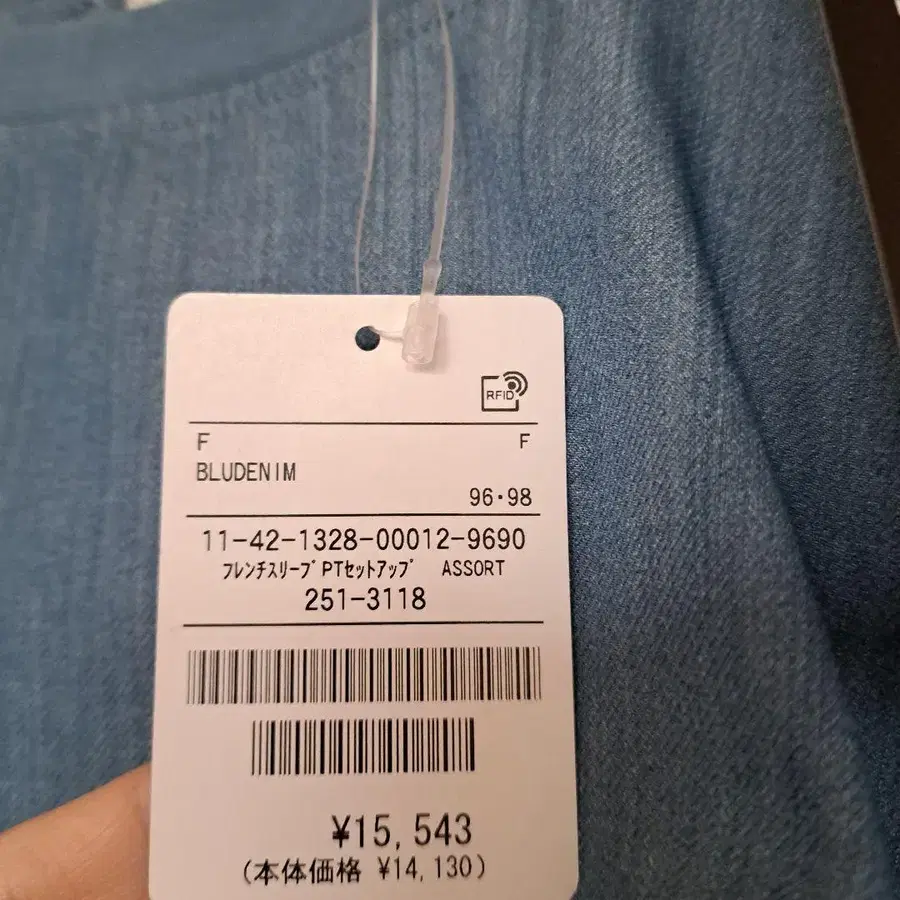 RFID
F F
BLUDENIM
96・98
11-42-1328-00012-9690
ﾌﾚﾝﾁｽﾘｰﾌﾞPTｾｯﾄｱｯﾌﾟ ASSORT
251-3118
¥15,543
(本体価格 ¥14,130)